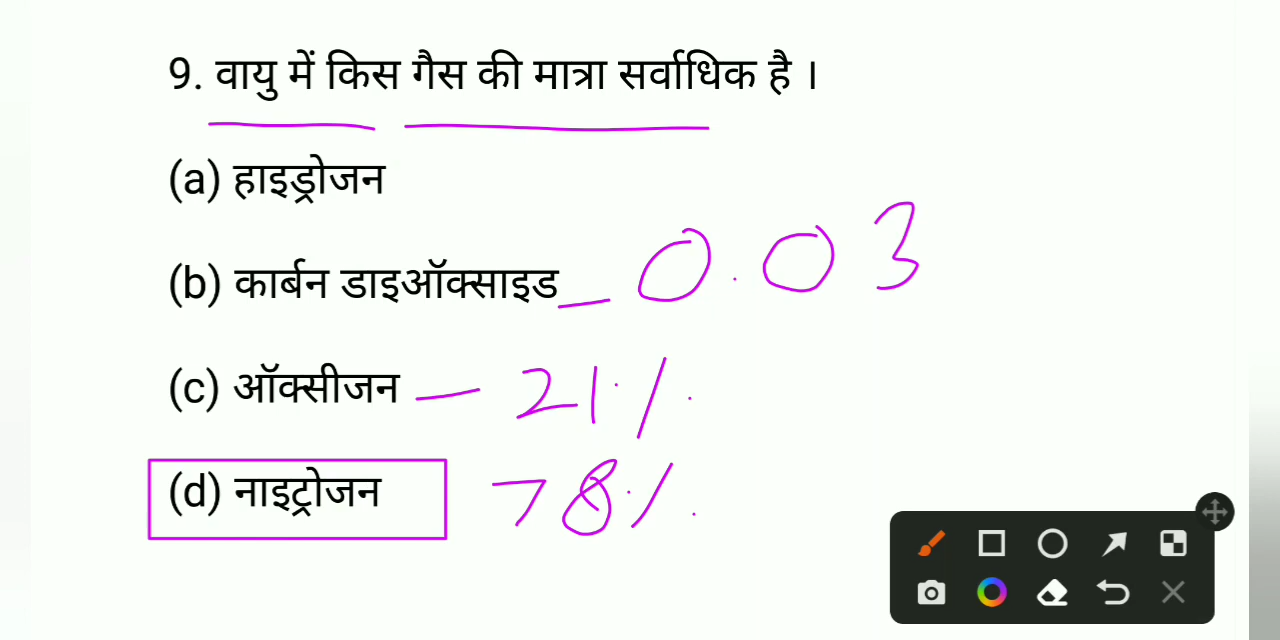 9. वायु में किस गैस की मात्रा सर्वाधिक है ।
(a) हाइड्रोजन
(b) कार्बन डाइऑक्साइड - 0.03
(c) ऑक्सीजन - 21%
(d) नाइट्रोजन 78%